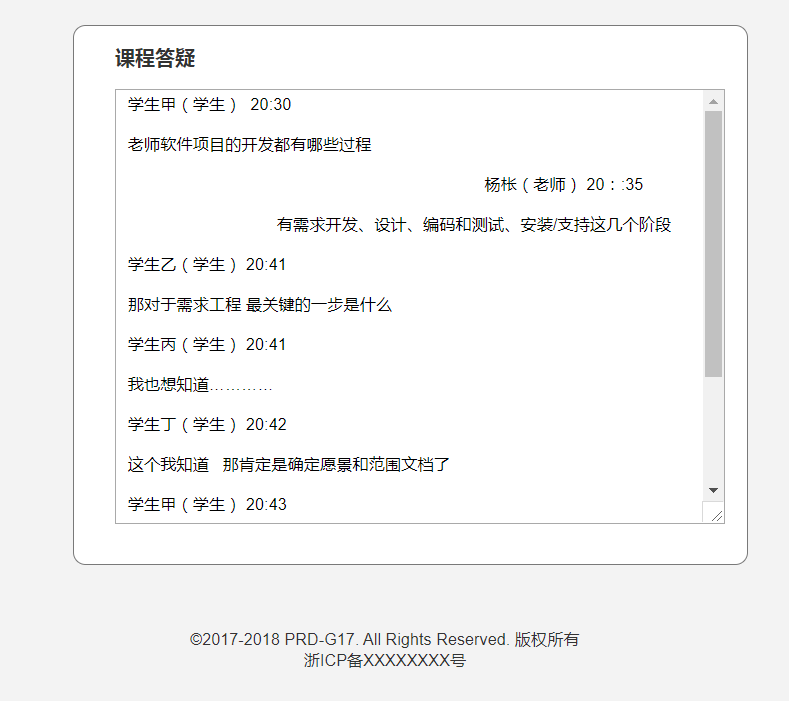 课程答疑
学生甲（学生） 20:30
老师软件项目的开发都有哪些过程
杨枨（老师） 20：:35
有需求开发、设计、编码和测试、安装/支持这几个阶段
学生乙（学生） 20:41
那对于需求工程 最关键的一步是什么
学生丙（学生） 20:41
我也想知道…………
学生丁（学生） 20:42
这个我知道   那肯定是确定愿景和范围文档了
学生甲（学生） 20:43
©2017-2018 PRD-G17. All Rights Reserved. 版权所有
浙ICP备XXXXXXXX号